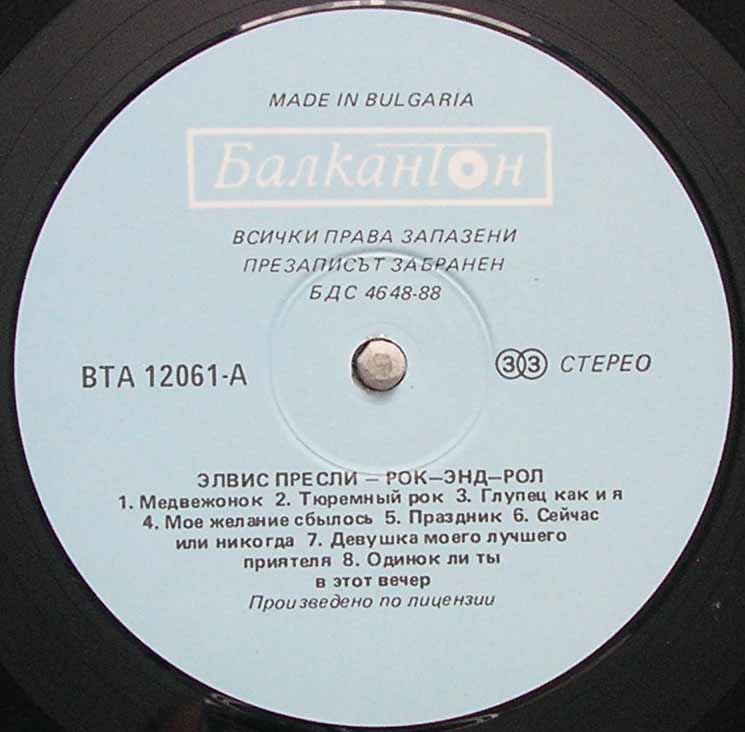 MADE IN BULGARIA
Балкантон
ВСИЧКИ ПРАВА ЗАПАЗЕНИ
ПРЕЗАПИСЪТ ЗАБРАНЕН
БДС 4648-88
ВТА 12061-А
33 СТЕРЕО
ЭЛВИС ПРЕСЛИ — РОК—ЭНД—РОЛ
1. Медвежонок 2. Тюремный рок 3. Глупец как и я
4. Мое желание сбылось 5. Праздник 6. Сейчас
или никогда 7. Девушка моего лучшего
приятеля 8. Одинок ли ты
в этот вечер
Произведено по лицензии